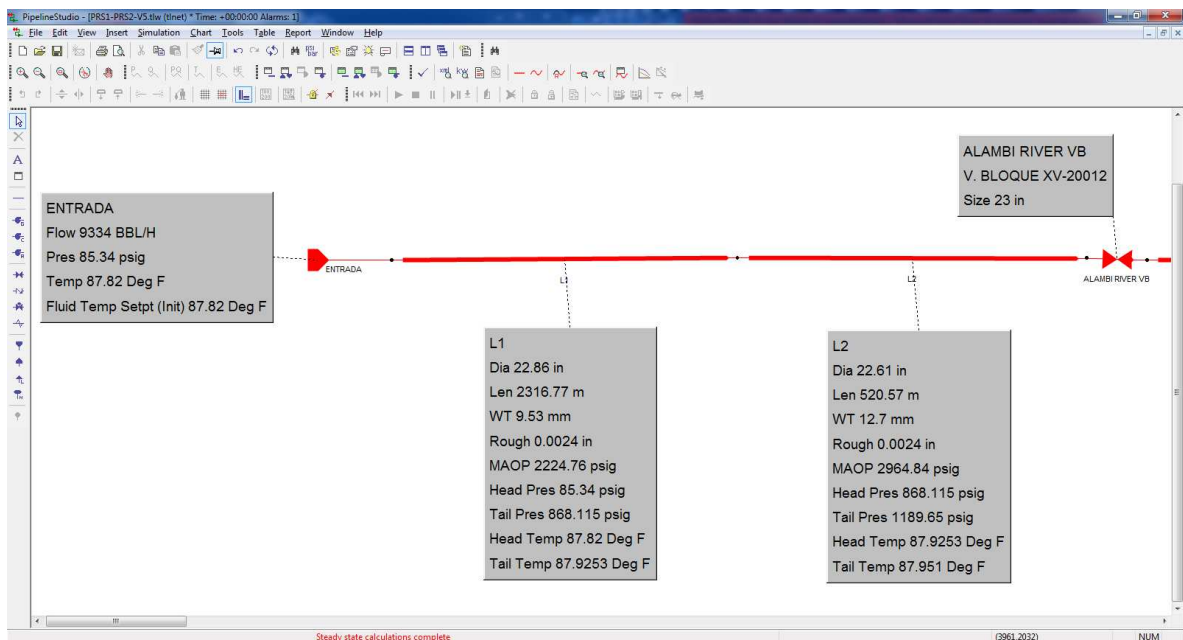 PipelineStudio - [PRS1-PRS2-V5.tlw (tlnet) * Time: +00:00:00 Alarms: 1]
File Edit View Insert Simulation Chart Tools Table Report Window Help
ALAMBI RIVER VB
V. BLOQUE XV-20012
Size 23 in
ENTRADA
Flow 9334 BBL/H
Pres 85.34 psig
Temp 87.82 Deg F
Fluid Temp Setpt (Init) 87.82 Deg F
ENTRADA
L1
L2
ALAMBI RIVER VB
L1
Dia 22.86 in
Len 2316.77 m
WT 9.53 mm
Rough 0.0024 in
MAOP 2224.76 psig
Head Pres 85.34 psig
Tail Pres 868.115 psig
Head Temp 87.82 Deg F
Tail Temp 87.9253 Deg F
L2
Dia 22.61 in
Len 520.57 m
WT 12.7 mm
Rough 0.0024 in
MAOP 2964.84 psig
Head Pres 868.115 psig
Tail Pres 1189.65 psig
Head Temp 87.9253 Deg F
Tail Temp 87.951 Deg F
Steady state calculations complete
(3961,2032)
NUM